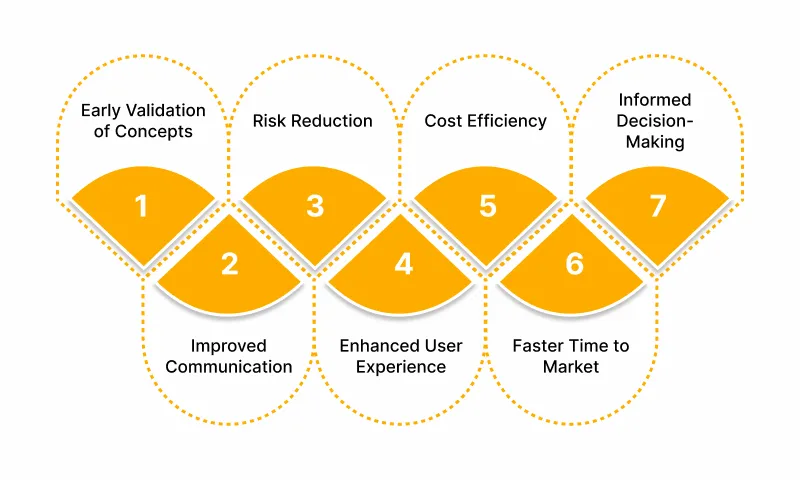 1
Early Validation
of Concepts
2
Improved
Communication
3
Risk Reduction
4
Enhanced User
Experience
5
Cost Efficiency
6
Faster Time to
Market
7
Informed
Decision-
Making